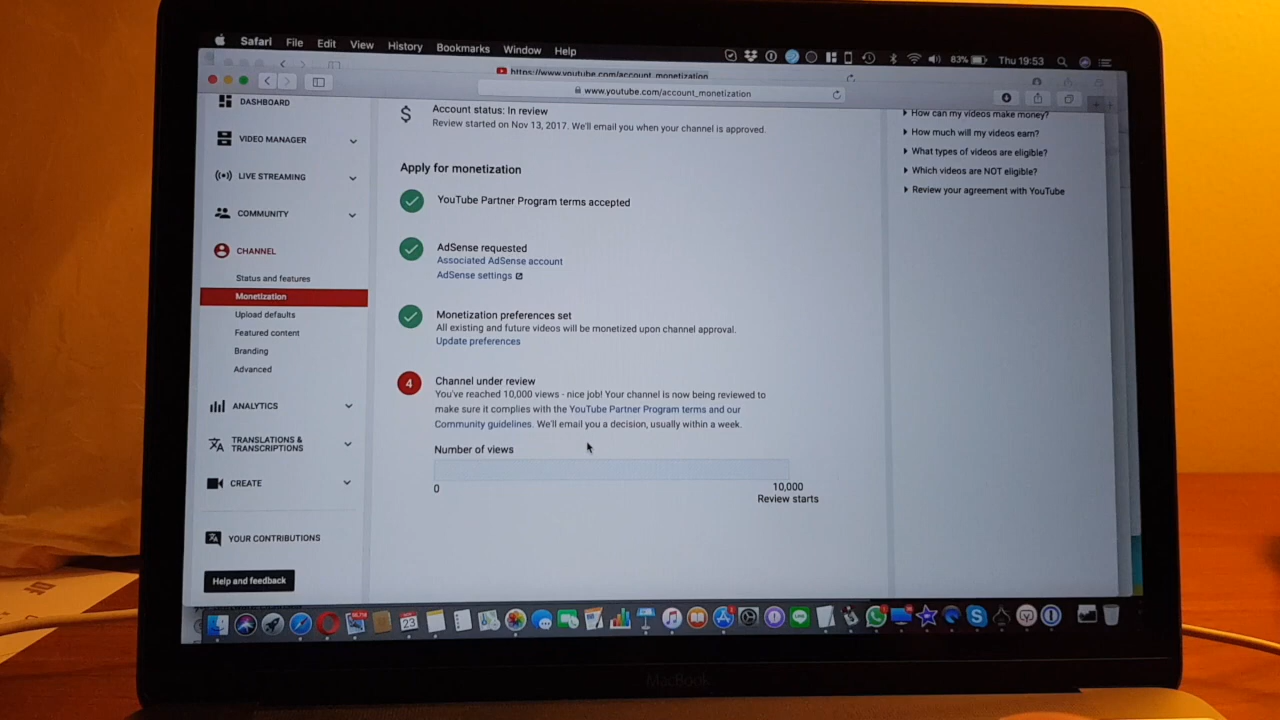 Safari File Edit View History Bookmarks Window Help
83% Thu 19:53
https://www.youtube.com/account_monetization
www.youtube.com/account_monetization
DASHBOARD
VIDEO MANAGER
LIVE STREAMING
COMMUNITY
CHANNEL
Status and features
Monetization
Upload defaults
Featured content
Branding
Advanced
ANALYTICS
TRANSLATIONS &
TRANSCRIPTIONS
CREATE
YOUR CONTRIBUTIONS
Help and feedback
Account status: In review
Review started on Nov 13, 2017. We'll email you when your channel is approved.
Apply for monetization
YouTube Partner Program terms accepted
AdSense requested
Associated AdSense account
AdSense settings
Monetization preferences set
All existing and future videos will be monetized upon channel approval.
Update preferences
4
Channel under review
You've reached 10,000 views - nice job! Your channel is now being reviewed to
make sure it complies with the YouTube Partner Program terms and our
Community guidelines. We'll email you a decision, usually within a week.
Number of views
0
10,000
Review starts
How can my videos make money?
How much will my videos earn?
What types of videos are eligible?
Which videos are NOT eligible?
Review your agreement with YouTube
23
MacBook